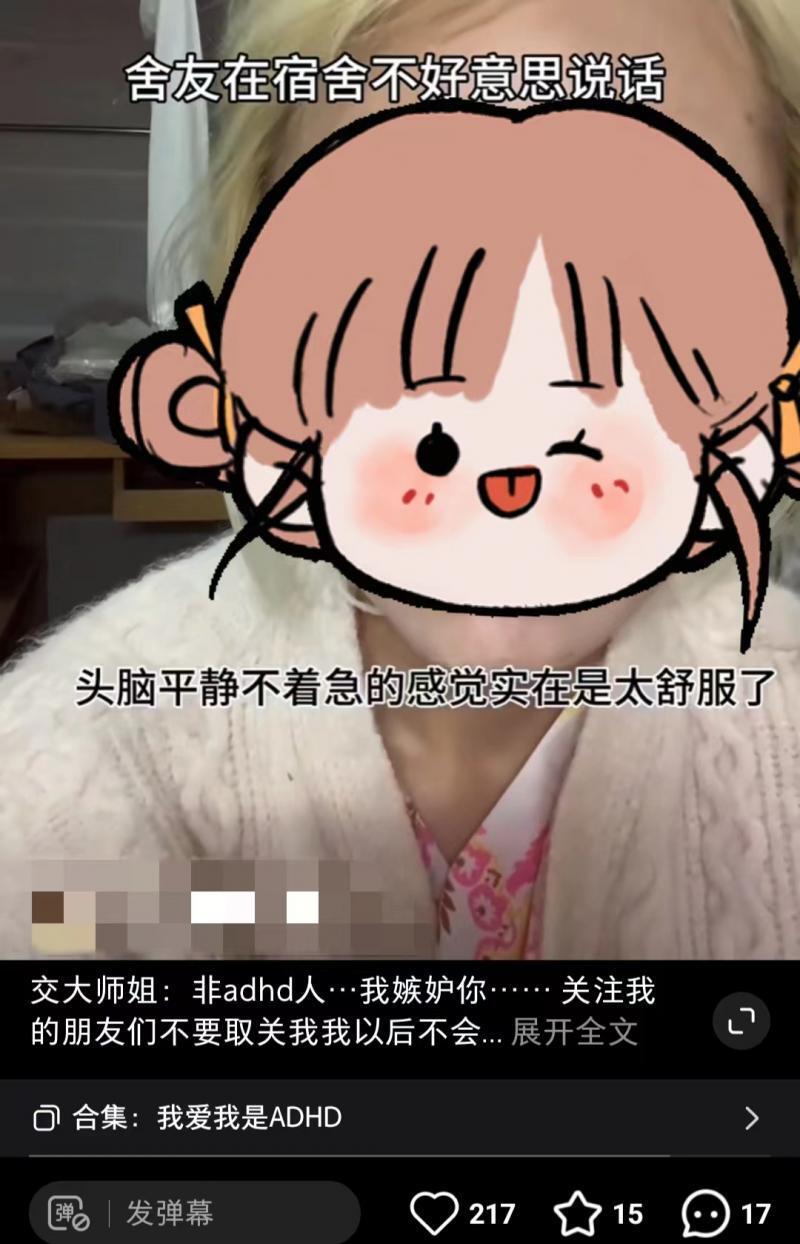 舍友在宿舍不好意思说话
头脑平静不着急的感觉实在是太舒服了
交大师姐：非adhd人…我嫉妒你…… 关注我
的朋友们不要取关我我以后不会... 展开全文
合集：我爱我是ADHD
弹 发弹幕 217 15 17